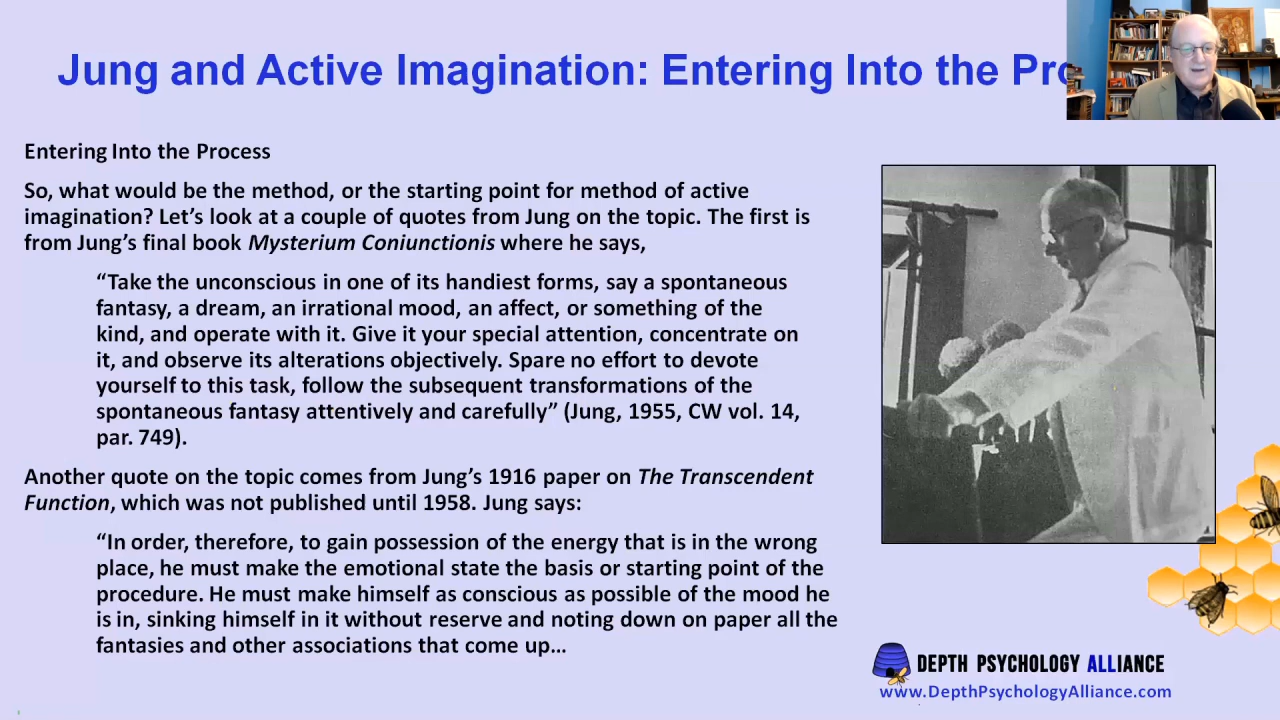 Jung and Active Imagination: Entering Into the
Entering Into the Process
So, what would be the method, or the starting point for method of active
imagination? Let’s look at a couple of quotes from Jung on the topic. The first is
from Jung’s final book Mysterium Coniunctionis where he says,
“Take the unconscious in one of its handiest forms, say a spontaneous
fantasy, a dream, an irrational mood, an affect, or something of the
kind, and operate with it. Give it your special attention, concentrate on
it, and observe its alterations objectively. Spare no effort to devote
yourself to this task, follow the subsequent transformations of the
spontaneous fantasy attentively and carefully” (Jung, 1955, CW vol. 14,
par. 749).
Another quote on the topic comes from Jung’s 1916 paper on The Transcendent
Function, which was not published until 1958. Jung says:
“In order, therefore, to gain possession of the energy that is in the wrong
place, he must make the emotional state the basis or starting point of the
procedure. He must make himself as conscious as possible of the mood he
is in, sinking himself in it without reserve and noting down on paper all the
fantasies and other associations that come up…
DEPTH PSYCHOLOGY ALLIANCE
www.DepthPsychologyAlliance.com